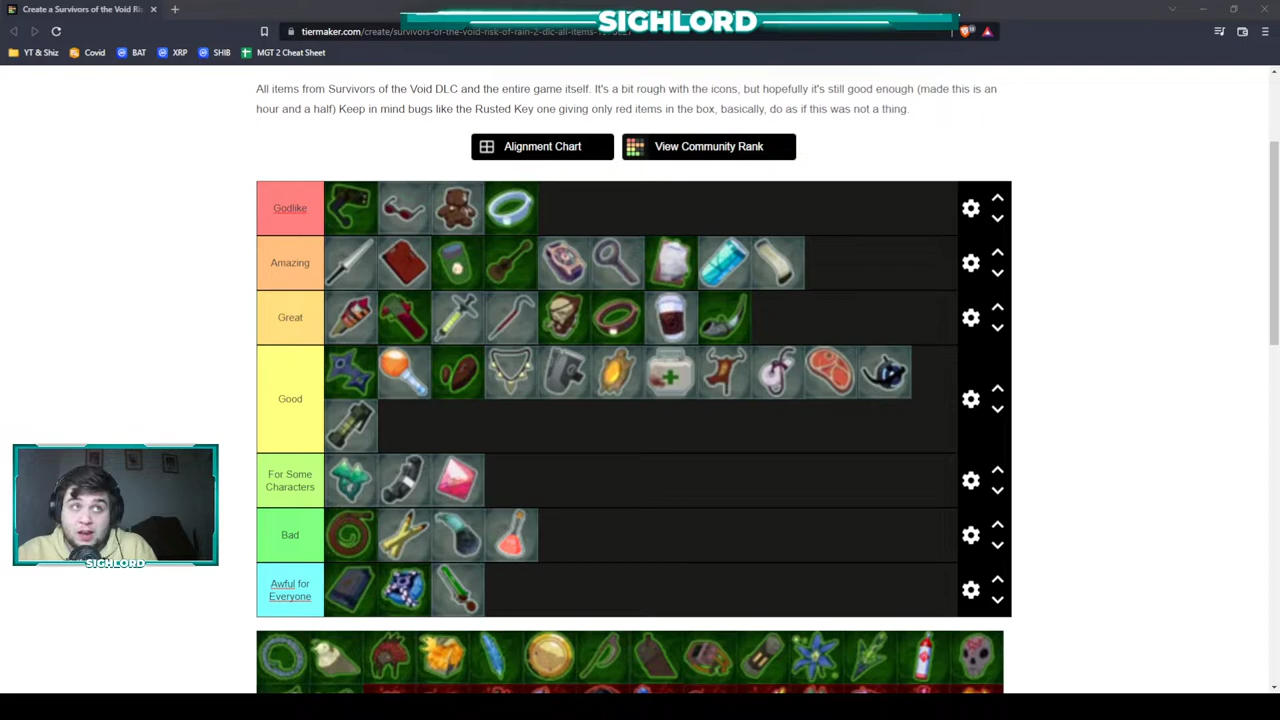 Create a Survivors of the Void Ri
SIGHLORD
tiermaker.com/create/survivors-of-the-void-risk-of-rain-2-dlc-all-items-
YT & Shiz
Covid
BAT
XRP
SHIB
MGT 2 Cheat Sheet
All items from Survivors of the Void DLC and the entire game itself. It's a bit rough with the icons, but hopefully it's still good enough (made this is an
hour and a half) Keep in mind bugs like the Rusted Key one giving only red items in the box, basically, do as if this was not a thing.
Alignment Chart
View Community Rank
Godlike
Amazing
Great
Good
For Some
Characters
Bad
Awful for
Everyone
SIGHLORD